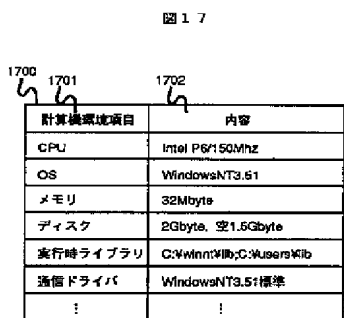 図17
1700 1701 1702
計算機環境項目 内容
CPU Intel P6/150Mhz
OS WindowsNT3.51
メモリ 32Mbyte
ディスク 2Gbyte, 空1.5Gbyte
実行時ライブラリ C:¥winnt¥lib;C:¥users¥lib
通信ドライバ WindowsNT3.51標準
⋮ ⋮